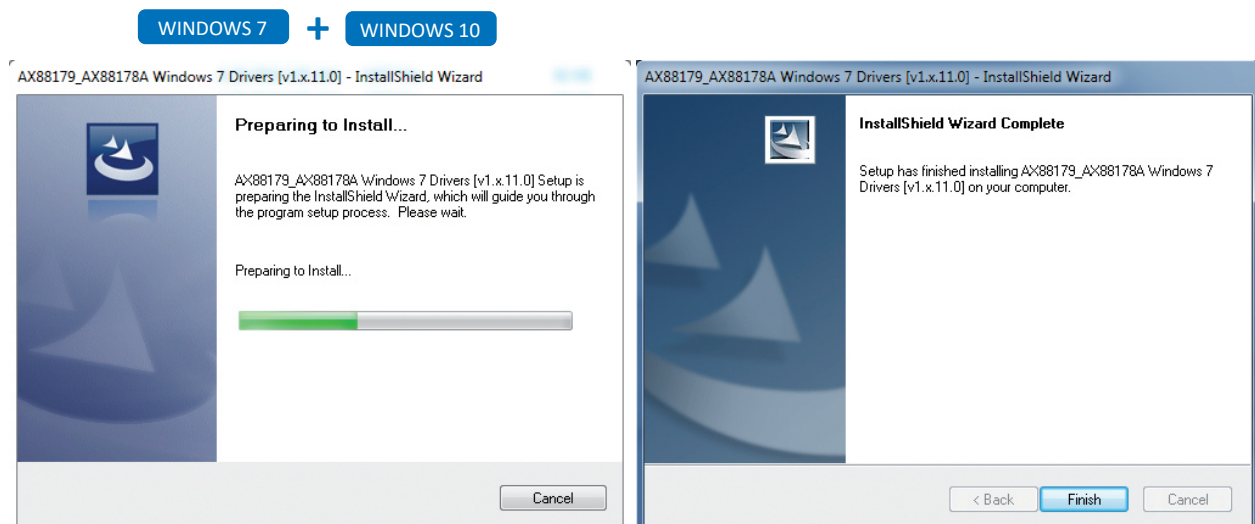 WINDOWS 7 + WINDOWS 10
AX88179_AX88178A Windows 7 Drivers [v1.x.11.0] - InstallShield Wizard
Preparing to Install...
AX88179_AX88178A Windows 7 Drivers [v1.x.11.0] Setup is
preparing the InstallShield Wizard, which will guide you through
the program setup process. Please wait.
Preparing to Install...
Cancel
AX88179_AX88178A Windows 7 Drivers [v1.x.11.0] - InstallShield Wizard
InstallShield Wizard Complete
Setup has finished installing AX88179_AX88178A Windows 7
Drivers [v1.x.11.0] on your computer.
< Back Finish Cancel